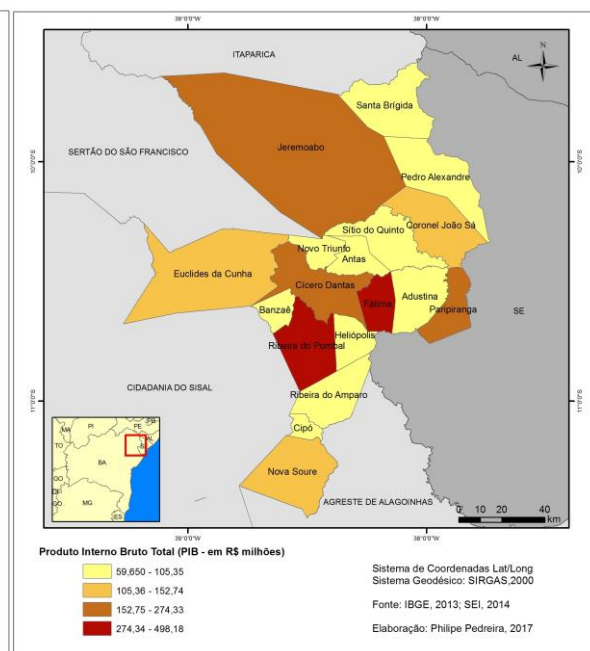 39°0'0"W
38°0'0"W
ITAPARICA
AL
N
Santa Brígida
10°0'0"S
10°0'0"S
Jeremoabo
SERTÃO DO SÃO FRANCISCO
Pedro Alexandre
Coronel João Sá
Sítio do Quinto
Novo Triunfo
Antas
Euclides da Cunha
Cícero Dantas
Fátima
Adustina
Paripiranga
SE
Banzaê
Heliópolis
Ribeira do Pombal
CIDADANIA DO SISAL
Ribeira do Amparo
11°0'0"S
11°0'0"S
Cipó
Nova Soure
AGRESTE DE ALAGOINHAS
MA
PI
PE
PB
AL
TO
BA
GO
MG
GO
ES
KM
0 10 20 40
39°0'0"W
38°0'0"W
Produto Interno Bruto Total (PIB - em R$ milhões)
59,650 - 105,35
105,36 - 152,74
152,75 - 274,33
274,34 - 498,18
Sistema de Coordenadas Lat/Long
Sistema Geodésico: SIRGAS,2000
Fonte: IBGE, 2013; SEI, 2014
Elaboração: Philipe Pedreira, 2017